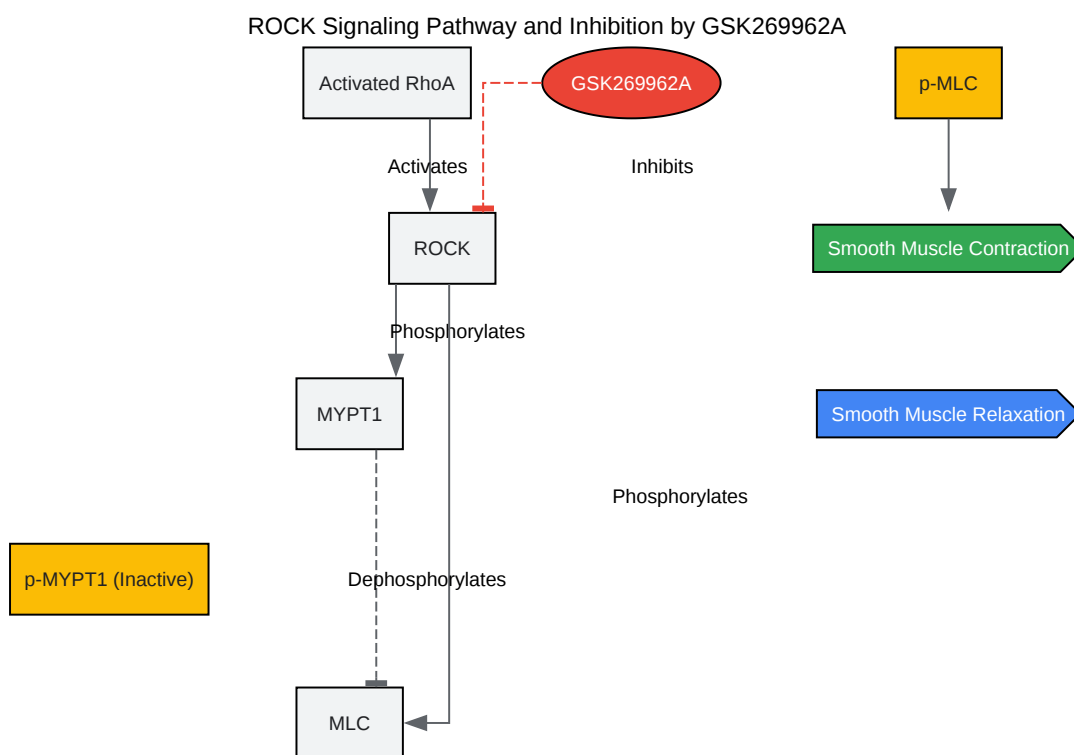 ROCK Signaling Pathway and Inhibition by GSK269962A
Activated RhoA
GSK269962A
p-MLC
Activates
Inhibits
ROCK
Smooth Muscle Contraction
Phosphorylates
MYPT1
Smooth Muscle Relaxation
Phosphorylates
p-MYPT1 (Inactive)
Dephosphorylates
MLC